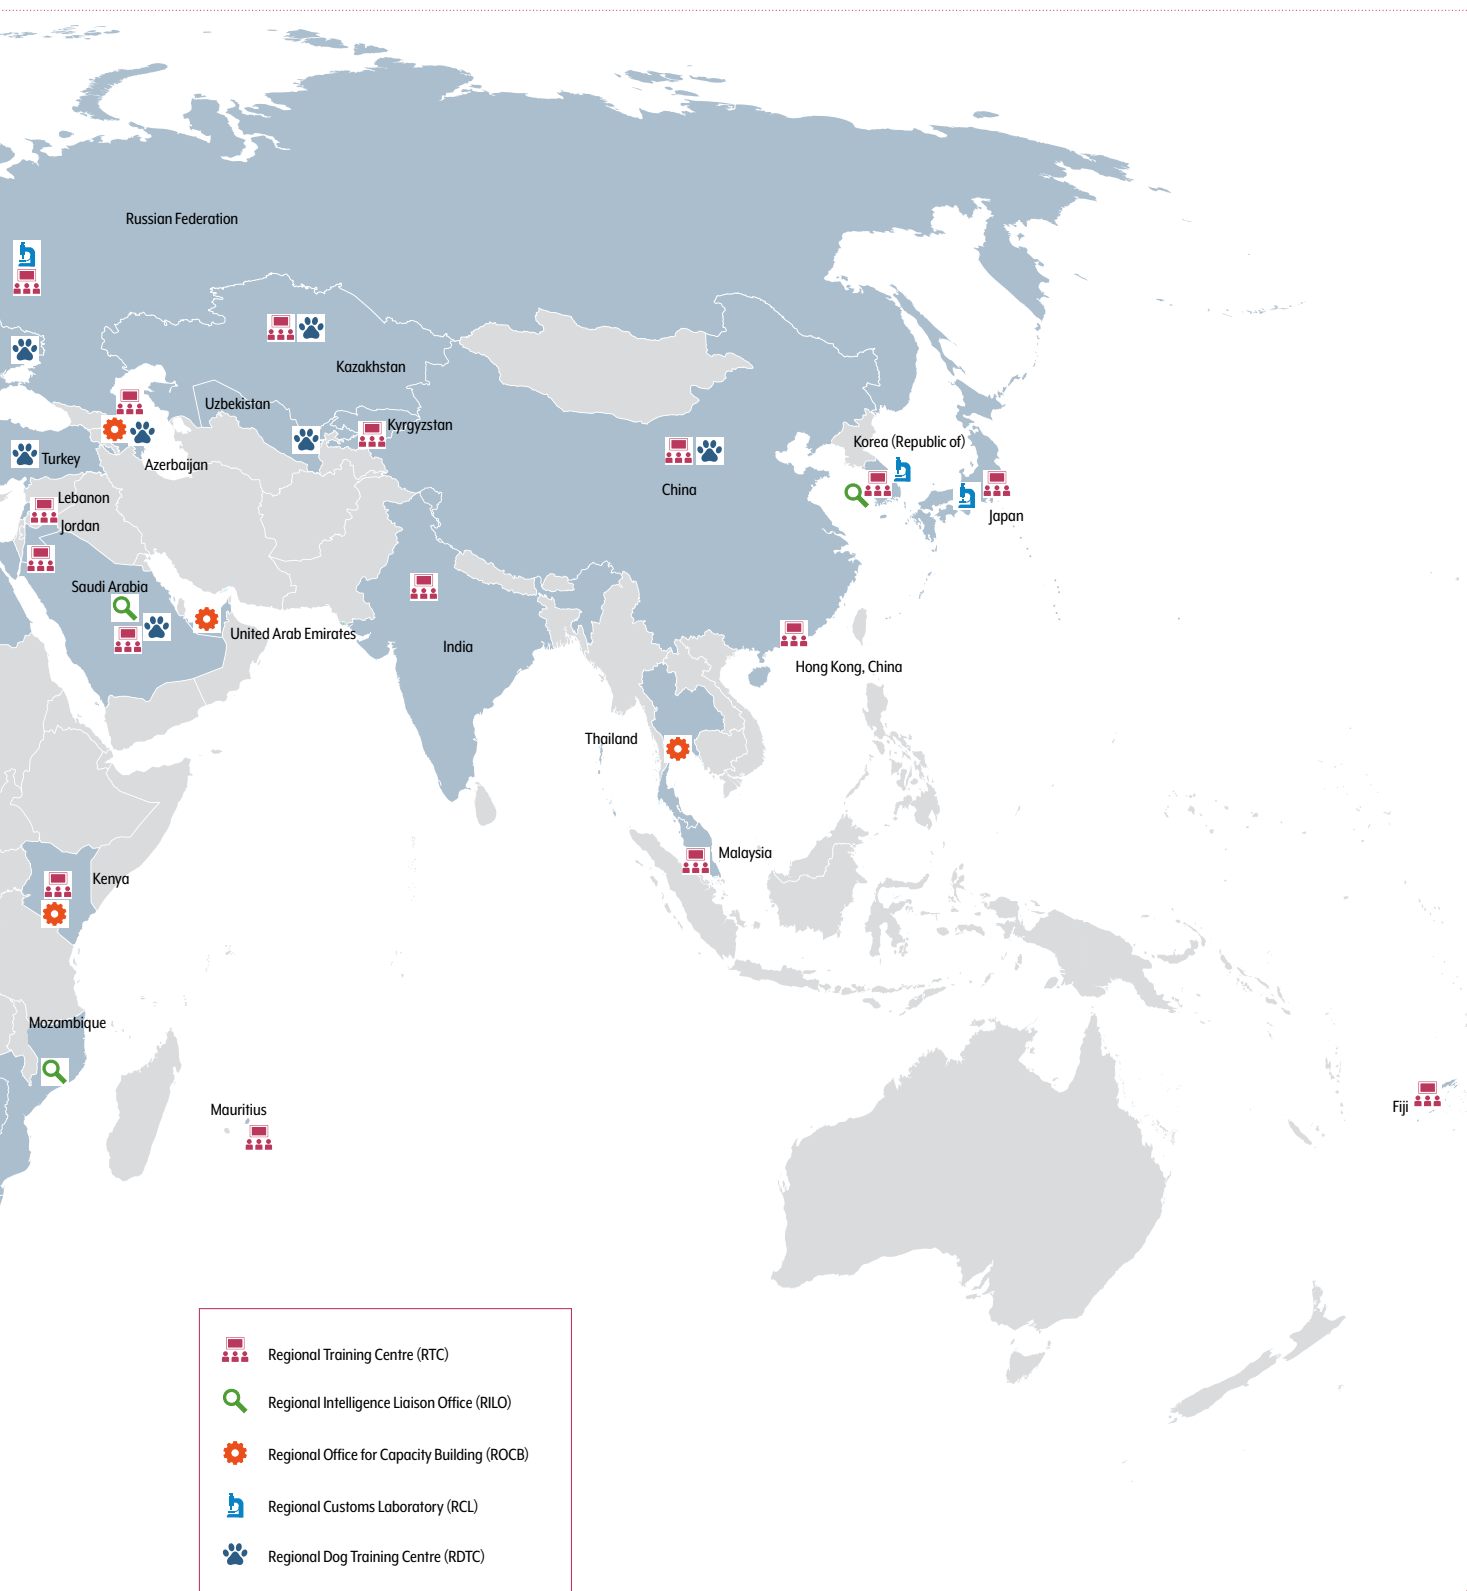 Russian Federation
Kazakhstan
Uzbekistan
Kyrgyzstan
Korea (Republic of)
Turkey
Azerbaijan
China
Lebanon
Japan
Jordan
Saudi Arabia
United Arab Emirates
India
Hong Kong, China
Thailand
Malaysia
Kenya
Mozambique
Mauritius
Fiji
Regional Training Centre (RTC)
Regional Intelligence Liaison Office (RILO)
Regional Office for Capacity Building (ROCB)
Regional Customs Laboratory (RCL)
Regional Dog Training Centre (RDTC)